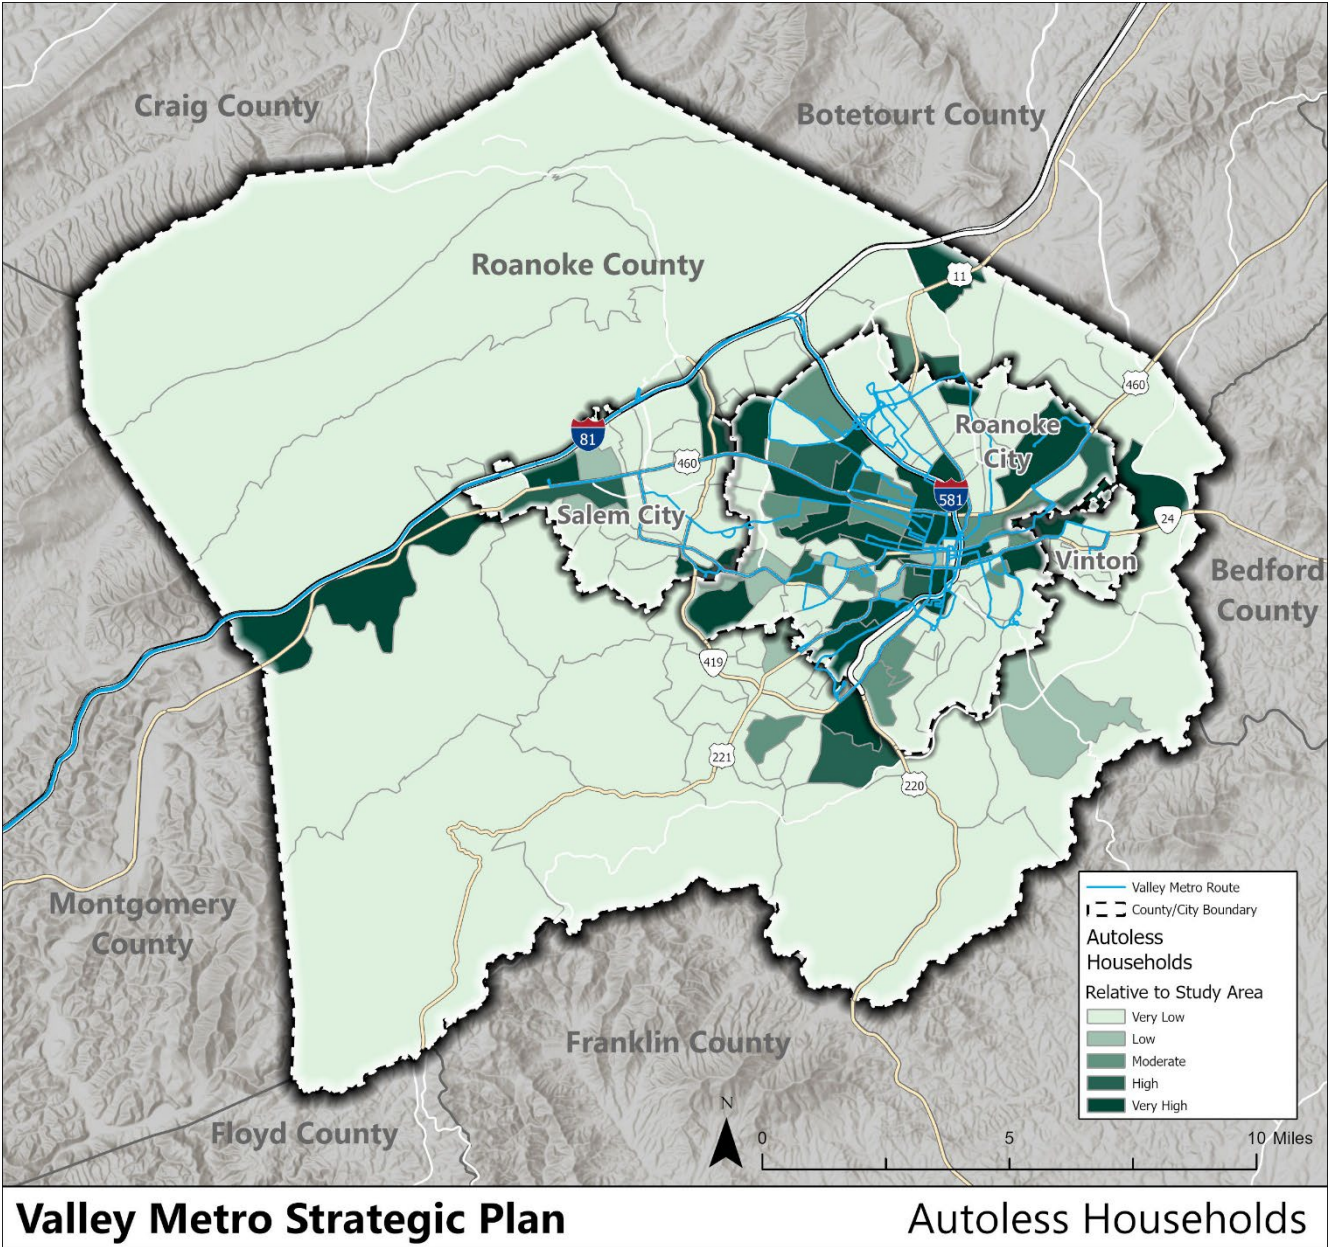 Craig County
Botetourt County
Roanoke County
11
460
Roanoke
City
81
460
581
Salem City
24
Vinton
Bedford
County
419
221
220
Montgomery
County
Franklin County
Floyd County
Valley Metro Route
County/City Boundary
Autoless
Households
Relative to Study Area
Very Low
Low
Moderate
High
Very High
N
0 5 10 Miles
Valley Metro Strategic Plan
Autoless Households